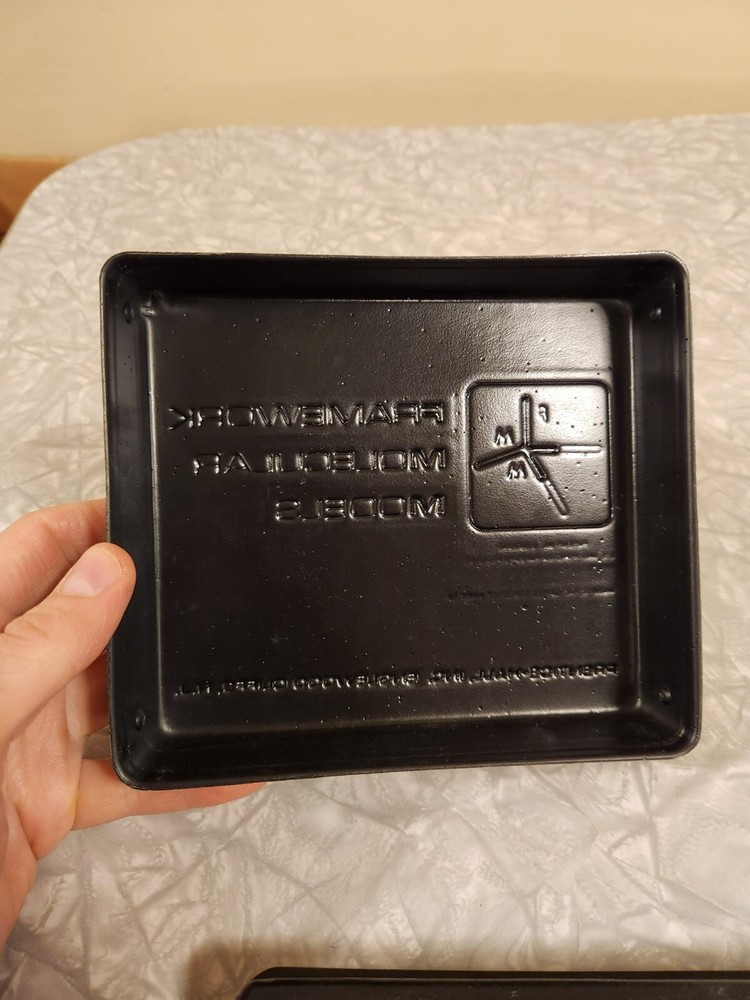 FRAMEWORK
MOLECULAR
MODELS
F
M
M
PRENTICE-HALL, INC. ENGLEWOOD CLIFFS, N.J.